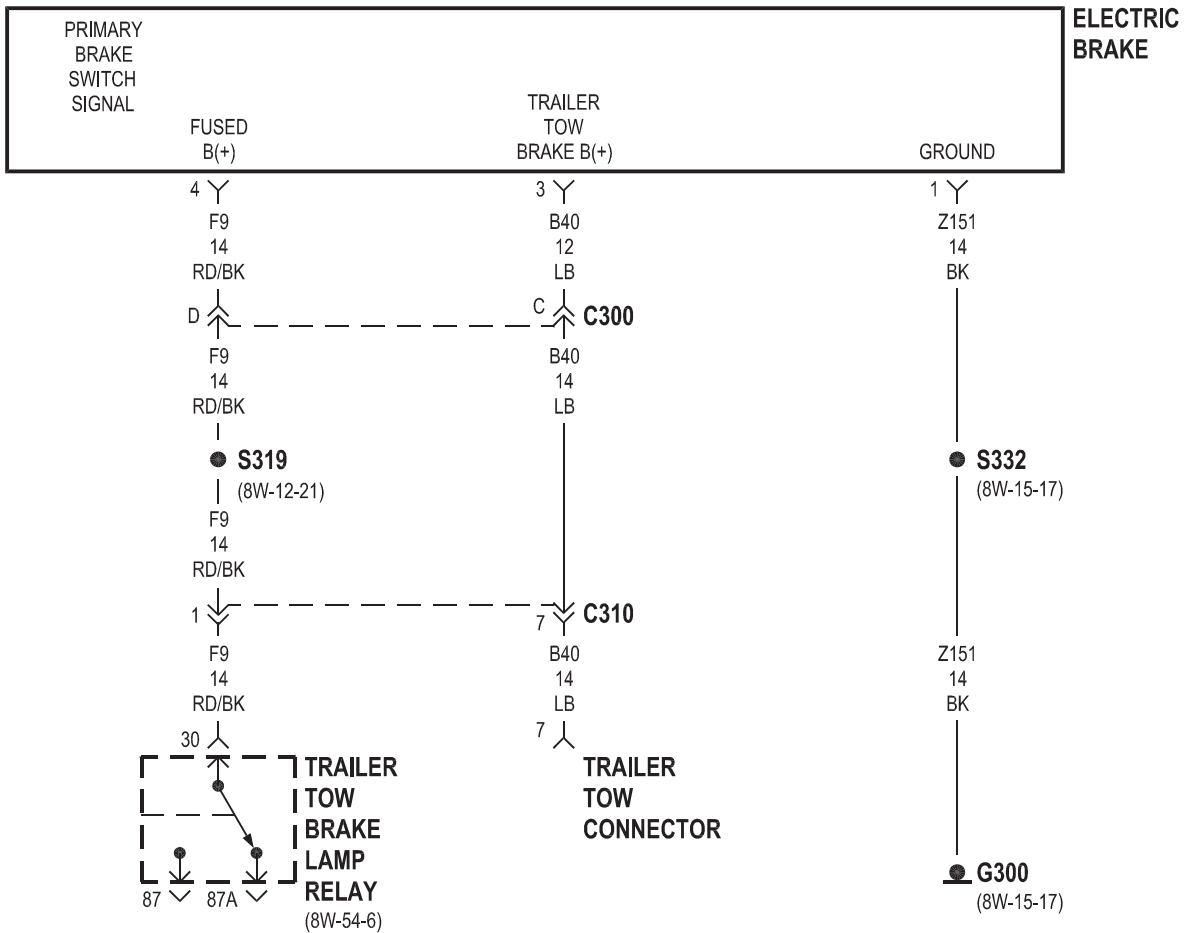 ELECTRIC
BRAKE
PRIMARY
BRAKE
SWITCH
SIGNAL
FUSED
B(+)
TRAILER
TOW
BRAKE B(+)
GROUND
4
3
1
F9
14
RD/BK
B40
12
LB
Z151
14
BK
D
C
C300
F9
14
RD/BK
B40
14
LB
S319
(8W-12-21)
S332
(8W-15-17)
F9
14
RD/BK
1
7
C310
F9
14
RD/BK
B40
14
LB
Z151
14
BK
30
7
TRAILER
TOW
BRAKE
LAMP
RELAY
(8W-54-6)
TRAILER
TOW
CONNECTOR
87
87A
G300
(8W-15-17)